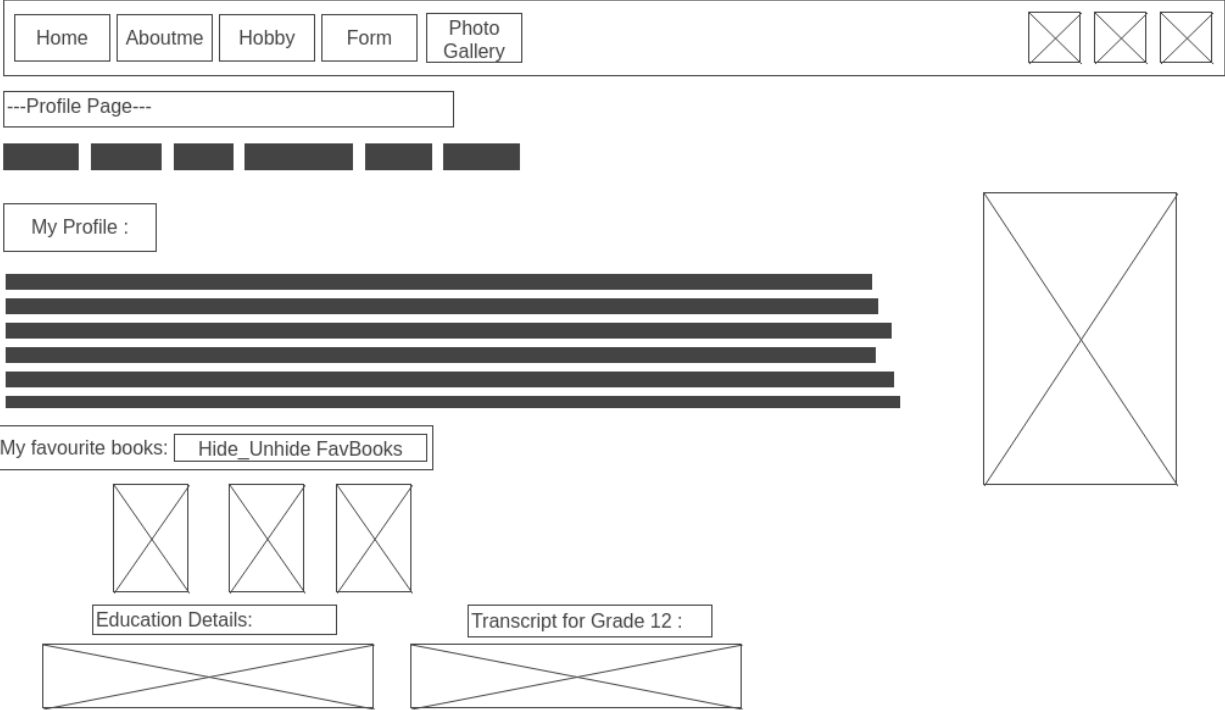 Home
Aboutme
Hobby
Form
Photo
Gallery
---Profile Page---
My Profile :
My favourite books:
Hide_Unhide FavBooks
Education Details:
Transcript for Grade 12 :